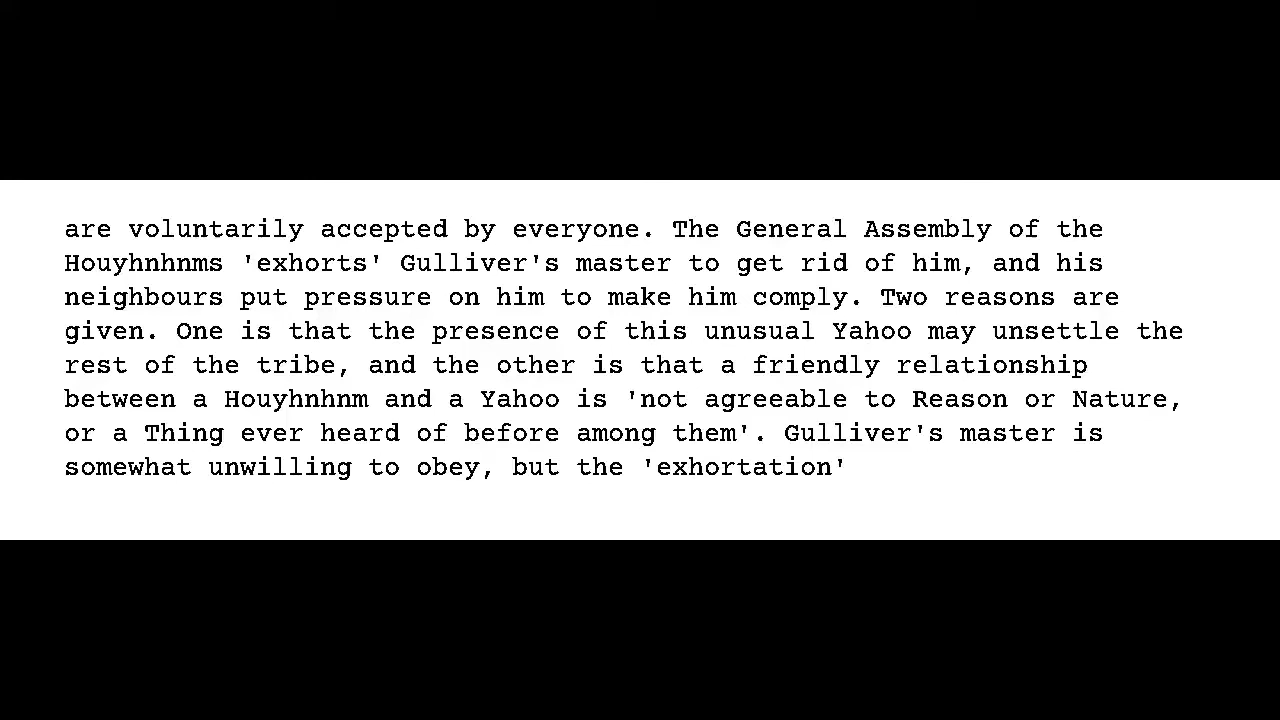 are voluntarily accepted by everyone. The General Assembly of the
Houyhnhnms 'exhorts' Gulliver's master to get rid of him, and his
neighbours put pressure on him to make him comply. Two reasons are
given. One is that the presence of this unusual Yahoo may unsettle the
rest of the tribe, and the other is that a friendly relationship
between a Houyhnhnm and a Yahoo is 'not agreeable to Reason or Nature,
or a Thing ever heard of before among them'. Gulliver's master is
somewhat unwilling to obey, but the 'exhortation'